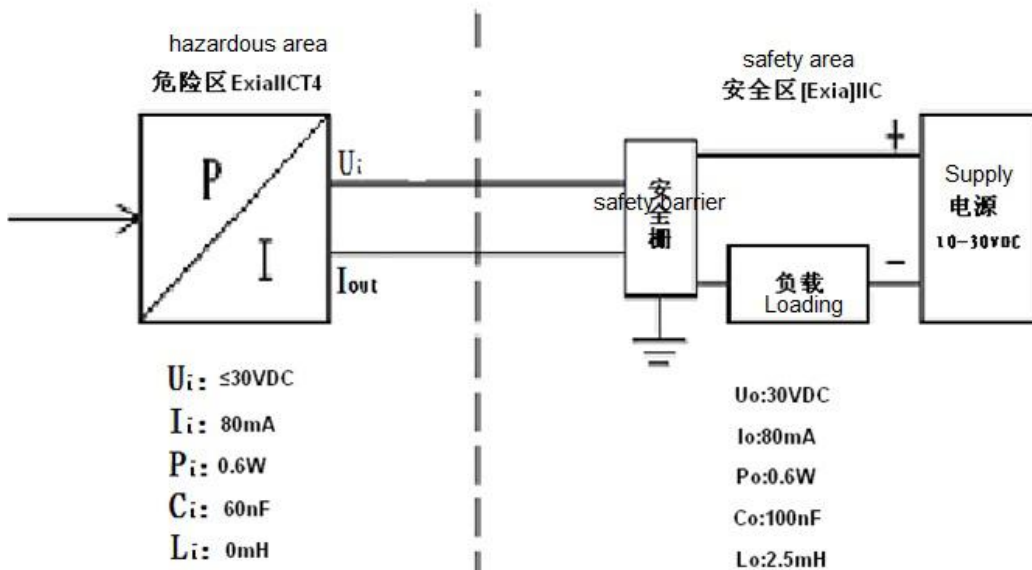 hazardous area
危险区ExiaIICT4
safety area
安全区[Exia]IIC
P
I
Ui
Iout
安全栅
safety barrier
+
-
负载
Loading
Supply
电源
10-30VDC
Ui: ≤30VDC
Ii: 80mA
Pi: 0.6W
Ci: 60nF
Li: 0mH
Uo:30VDC
Io:80mA
Po:0.6W
Co:100nF
Lo:2.5mH